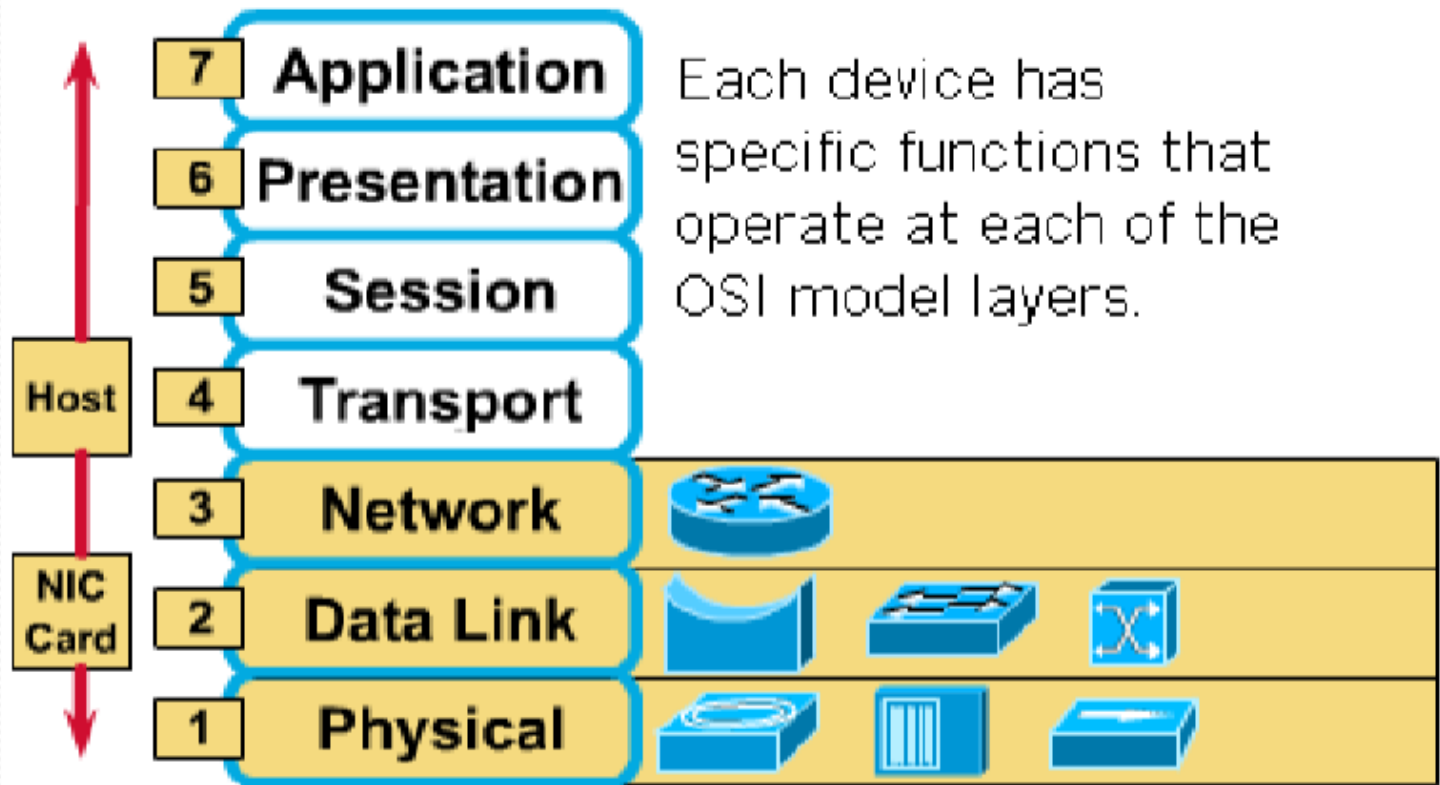 7 Application
6 Presentation
5 Session
4 Transport
3 Network
2 Data Link
1 Physical
Host
NIC
Card
Each device has
specific functions that
operate at each of the
OSI model layers.